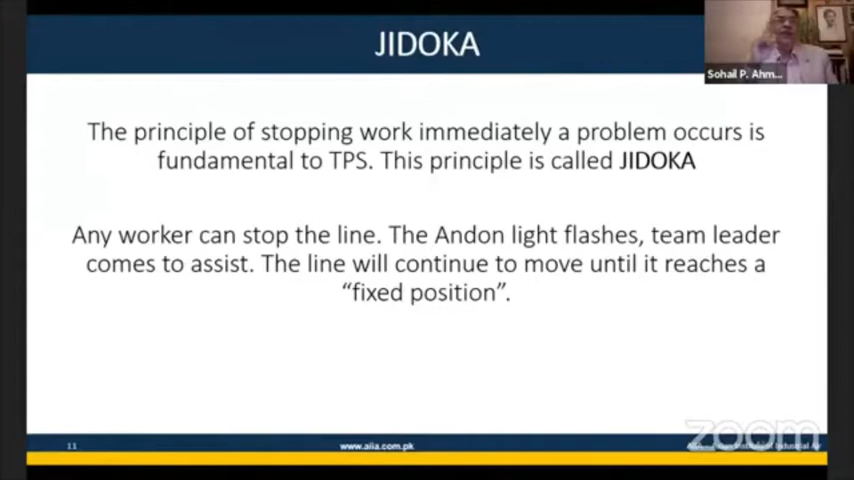 JIDOKA
Sohail P. Ahm...
The principle of stopping work immediately a problem occurs is
fundamental to TPS. This principle is called JIDOKA
Any worker can stop the line. The Andon light flashes, team leader
comes to assist. The line will continue to move until it reaches a
“fixed position”.
11
www.aiia.com.pk
zoom